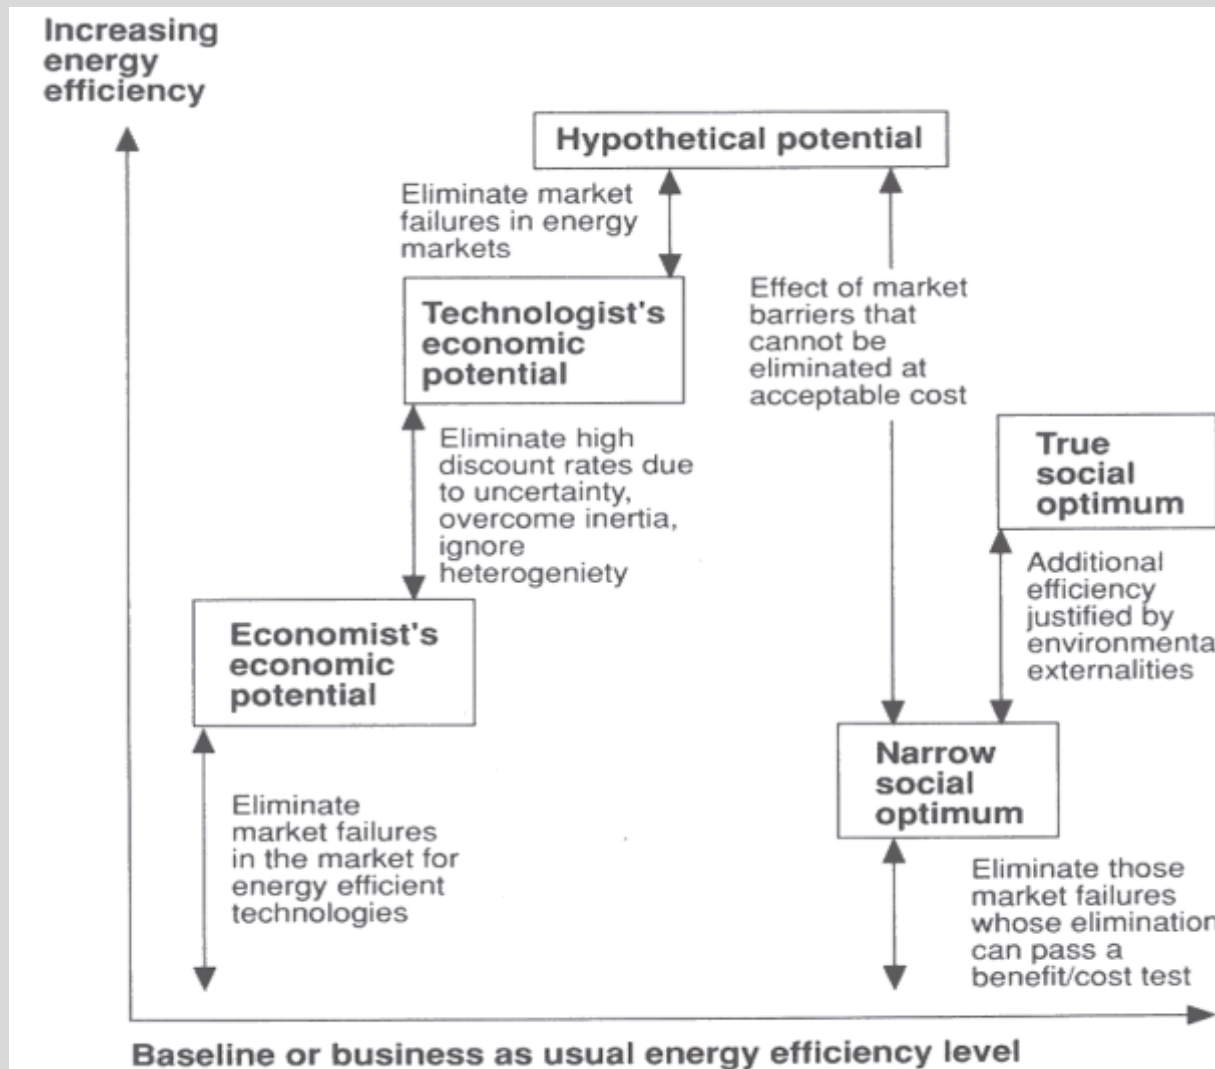 Increasing
energy
efficiency
Hypothetical potential
Eliminate market
failures in energy
markets
Technologist's
economic
potential
Effect of market
barriers that
cannot be
eliminated at
acceptable cost
Eliminate high
discount rates due
to uncertainty,
overcome inertia,
ignore
heterogeniety
True
social
optimum
Additional
efficiency
justified by
environmenta
externalities
Economist's
economic
potential
Narrow
social
optimum
Eliminate
market failures
in the market for
energy efficient
technologies
Eliminate those
market failures
whose elimination
can pass a
benefit/cost test
Baseline or business as usual energy efficiency level